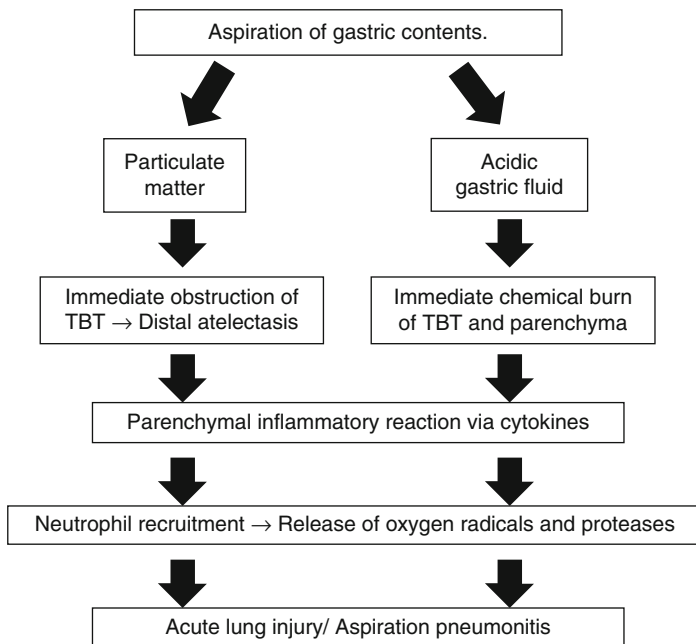 Aspiration of gastric contents.
Particulate
matter
Acidic
gastric fluid
Immediate obstruction of
TBT → Distal atelectasis
Immediate chemical burn
of TBT and parenchyma
Parenchymal inflammatory reaction via cytokines
Neutrophil recruitment → Release of oxygen radicals and proteases
Acute lung injury/ Aspiration pneumonitis